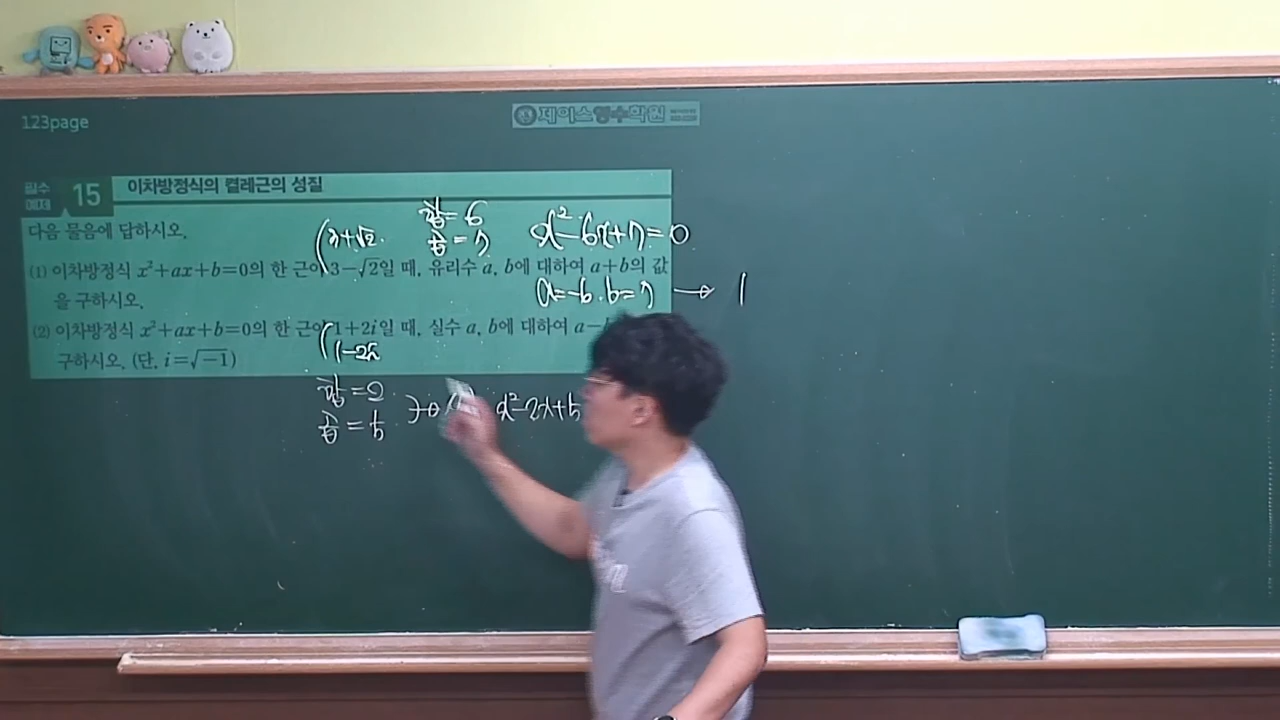 123page
제이스영수학원
필수 예제 15 이차방정식의 켤레근의 성질
다음 물음에 답하시오.
(1) 이차방정식 x²+ax+b=0의 한 근이 3-√2일 때, 유리수 a, b에 대하여 a+b의 값
을 구하시오.
(2) 이차방정식 x²+ax+b=0의 한 근이 1+2i일 때, 실수 a, b에 대하여 a-
구하시오. (단, i=√-1)
3+√2
합=6
곱=7
x²-6x+7=0
a=-6. b=7 → 1
1-2i
합=2
곱=5
x²-2x+5